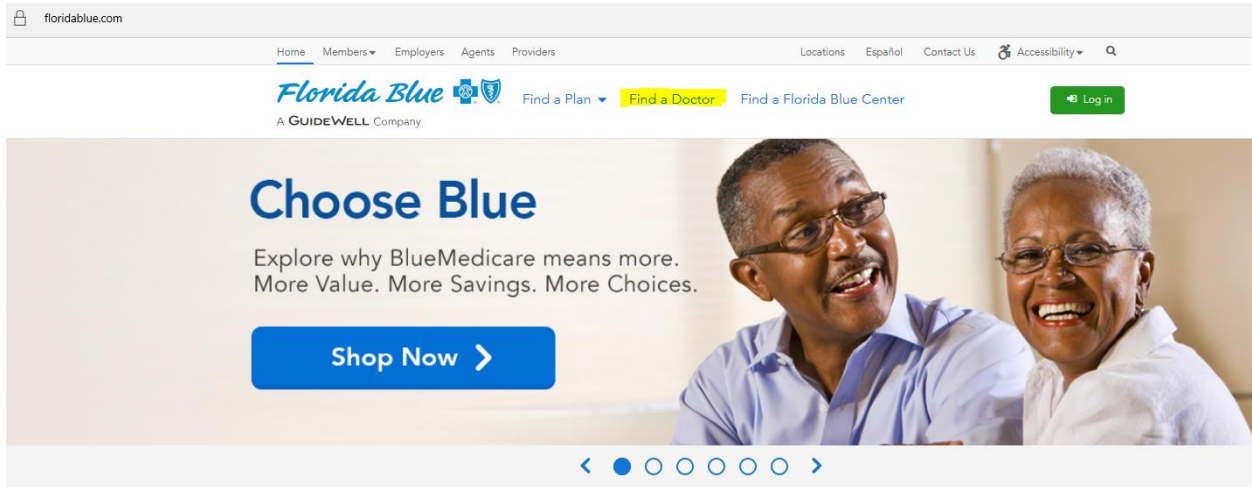 floridablue.com
Home Members Employers Agents Providers Locations Español Contact Us Accessibility
Florida Blue Find a Plan Find a Doctor Find a Florida Blue Center Log in
A GUIDEWELL Company
Choose Blue
Explore why BlueMedicare means more.
More Value. More Savings. More Choices.
Shop Now